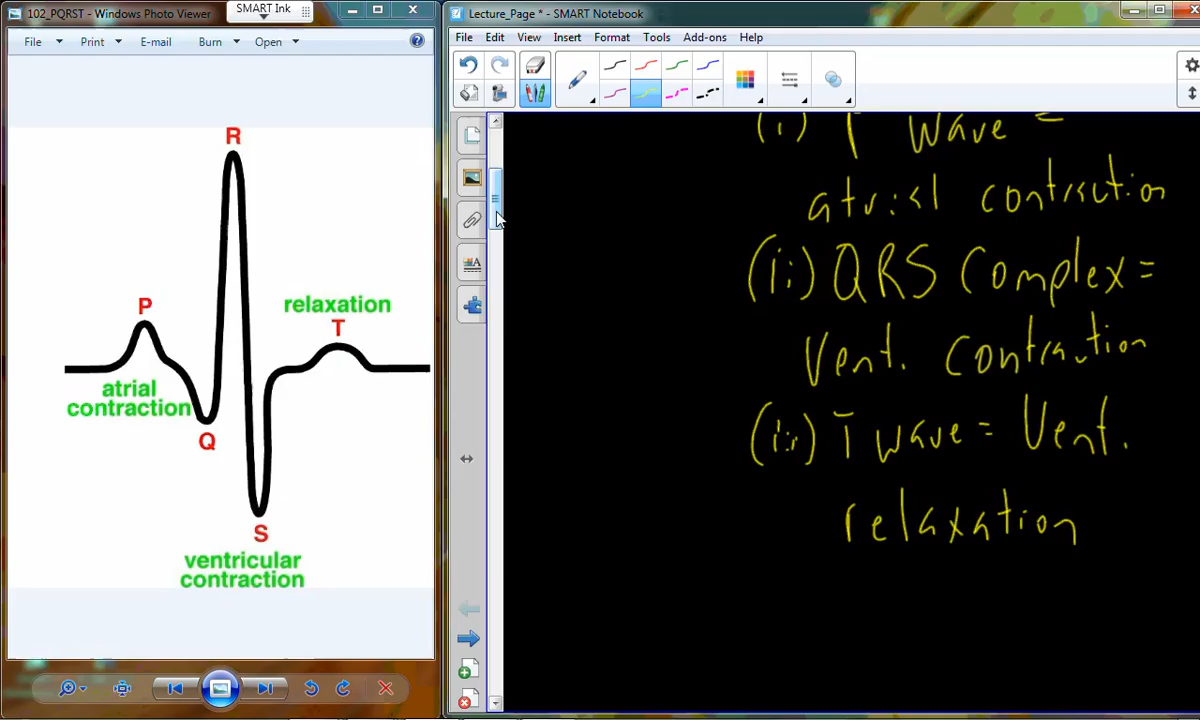 102_PQRST - Windows Photo Viewer
SMART Ink
File Print E-mail Burn Open
R
P
relaxation
T
atrial
contraction
Q
S
ventricular
contraction
Lecture_Page * - SMART Notebook
File Edit View Insert Format Tools Add-ons Help
(i) Wave =
atrial contraction
(ii) QRS Complex =
Vent. Contraction
(iii) T wave = Vent.
relaxation